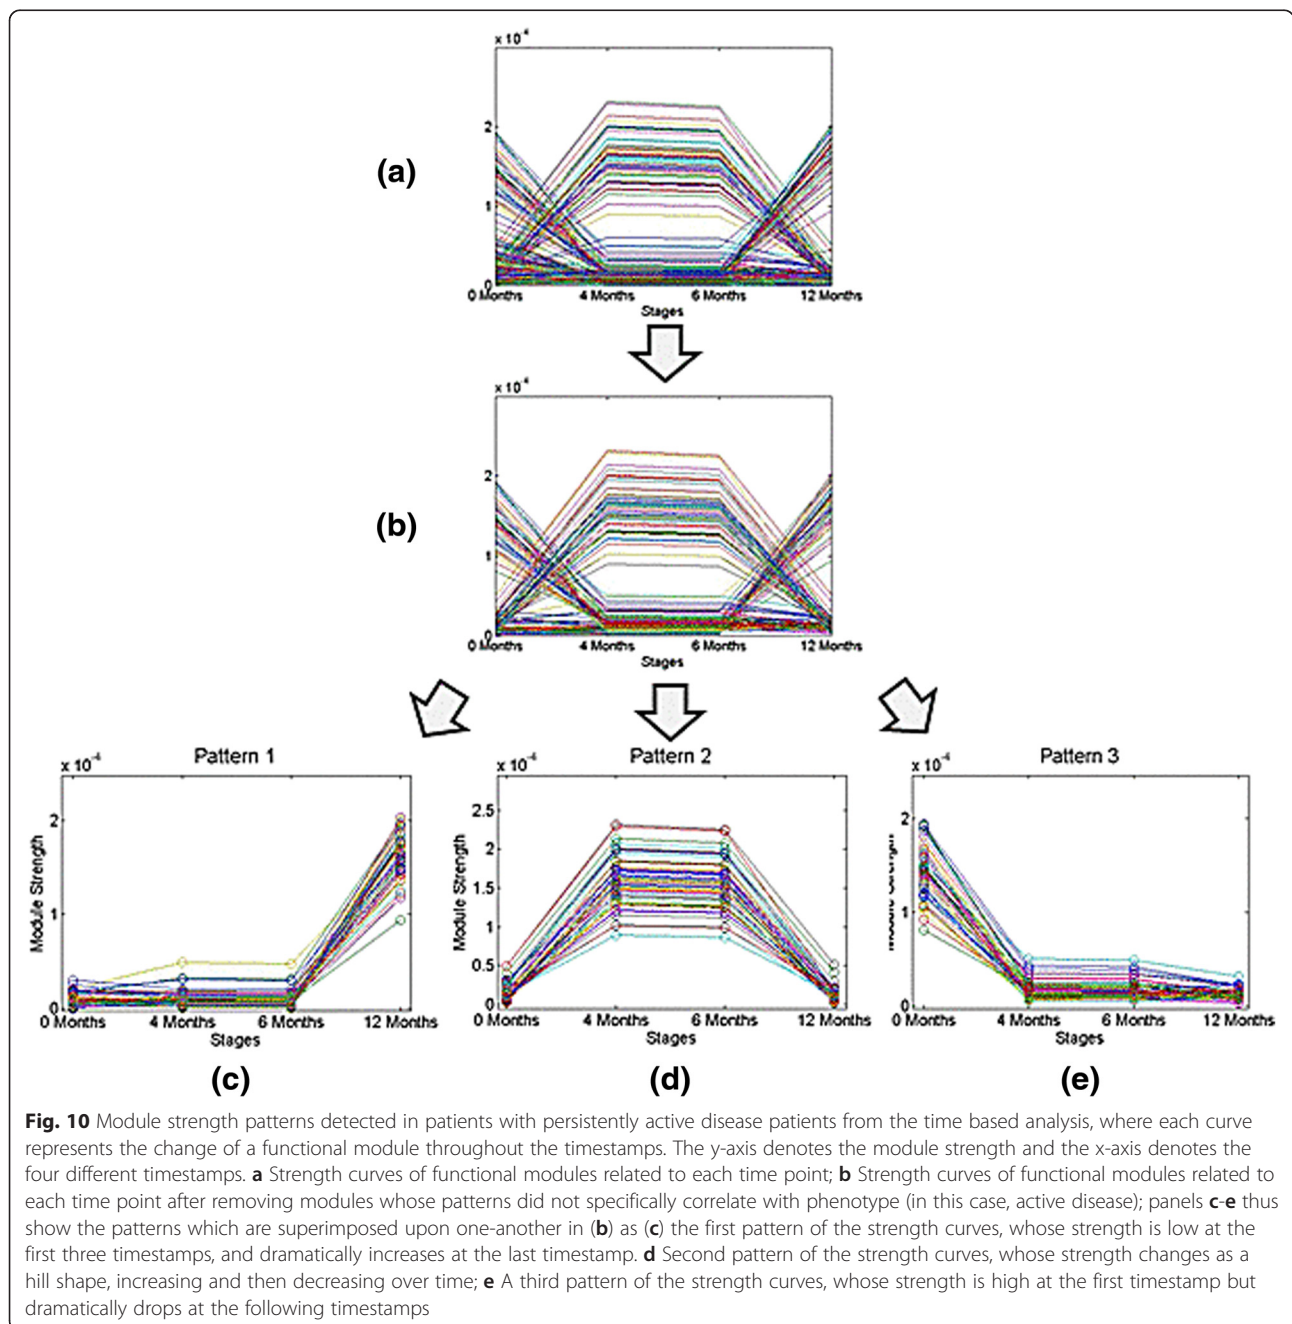 x 10⁻⁴
2
1
0
0 Months 4 Months 6 Months 12 Months
Stages
(a)
x 10⁻⁴
2
1
0
0 Months 4 Months 6 Months 12 Months
Stages
(b)
Pattern 1
x 10⁻⁴
2
1
0
Module Strength
0 Months 4 Months 6 Months 12 Months
Stages
(c)
Pattern 2
x 10⁻⁴
2.5
2
1.5
1
0.5
0
Module Strength
0 Months 4 Months 6 Months 12 Months
Stages
(d)
Pattern 3
x 10⁻⁴
2
1
0
Module Strength
0 Months 4 Months 6 Months 12 Months
Stages
(e)
Fig. 10 Module strength patterns detected in patients with persistently active disease patients from the time based analysis, where each curve
represents the change of a functional module throughout the timestamps. The y-axis denotes the module strength and the x-axis denotes the
four different timestamps. a Strength curves of functional modules related to each time point; b Strength curves of functional modules related to
each time point after removing modules whose patterns did not specifically correlate with phenotype (in this case, active disease); panels c-e thus
show the patterns which are superimposed upon one-another in (b) as (c) the first pattern of the strength curves, whose strength is low at the
first three timestamps, and dramatically increases at the last timestamp. d Second pattern of the strength curves, whose strength changes as a
hill shape, increasing and then decreasing over time; e A third pattern of the strength curves, whose strength is high at the first timestamp but
dramatically drops at the following timestamps